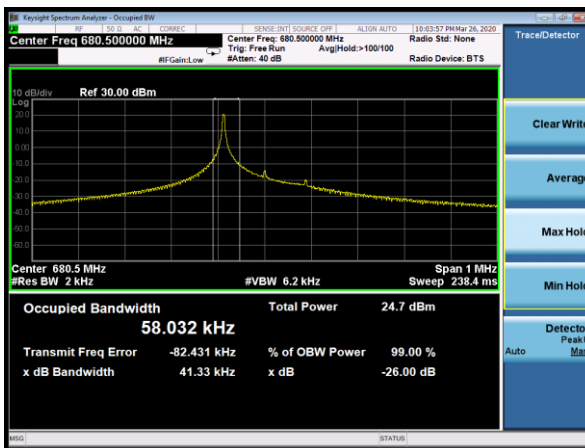 Keysight Spectrum Analyzer - Occupied BW
RF 50 Ω AC CORREC SENSE:INT SOURCE OFF ALIGN AUTO 10:03:57 PM Mar 26, 2020
Center Freq 680.500000 MHz
Center Freq: 680.500000 MHz
Radio Std: None
Trig: Free Run Avg|Hold:>100/100
#IFGain:Low #Atten: 40 dB Radio Device: BTS
Trace/Detector
10 dB/div Ref 30.00 dBm
Log
20.0
10.0
0.00
-10.0
-20.0
-30.0
-40.0
-50.0
-60.0
Center 680.5 MHz Span 1 MHz
#Res BW 2 kHz #VBW 6.2 kHz Sweep 238.4 ms
Occupied Bandwidth Total Power 24.7 dBm
58.032 kHz
Transmit Freq Error -82.431 kHz % of OBW Power 99.00 %
x dB Bandwidth 41.33 kHz x dB -26.00 dB
Clear Write
Average
Max Hold
Min Hold
Detector
Peak
Auto Man
MSG STATUS